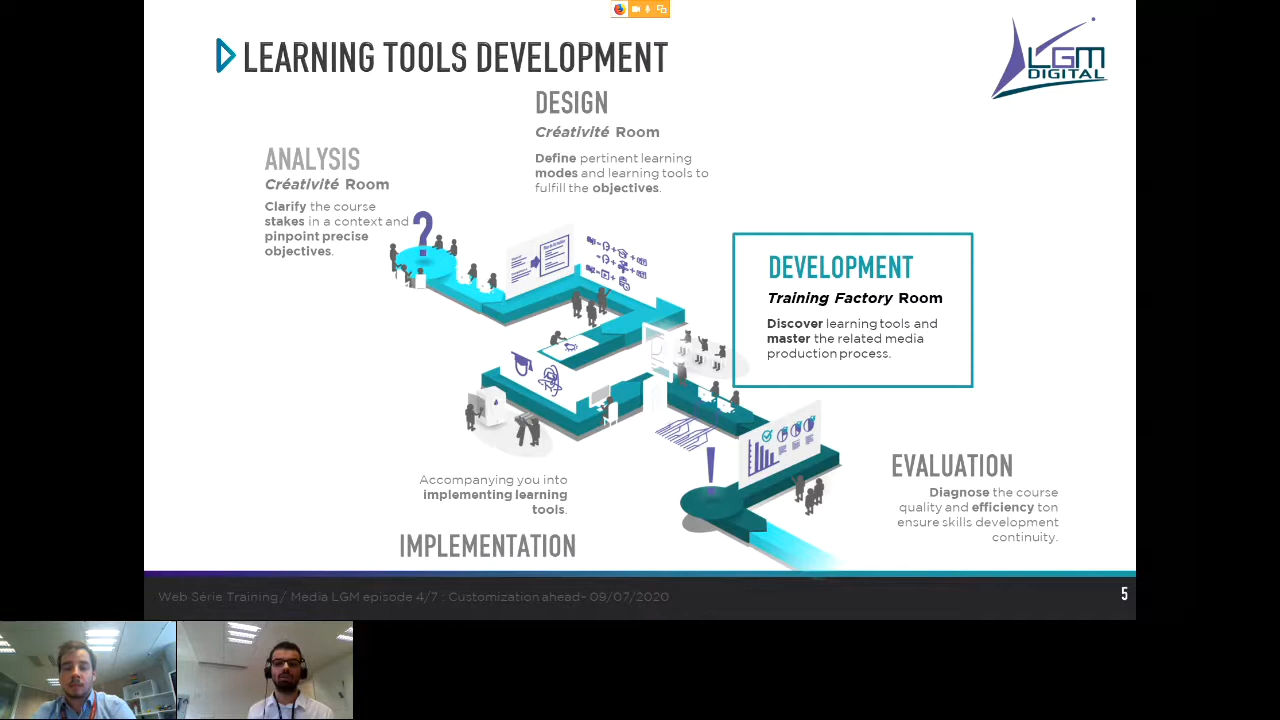 LEARNING TOOLS DEVELOPMENT
LGM
DIGITAL
DESIGN
Créativité Room
Define pertinent learning
modes and learning tools to
fulfill the objectives.
ANALYSIS
Créativité Room
Clarify the course
stakes in a context and
pinpoint precise
objectives.
?
DEVELOPMENT
Training Factory Room
Discover learning tools and
master the related media
production process.
!
EVALUATION
Diagnose the course
quality and efficiency ton
ensure skills development
continuity.
Accompanying you into
implementing learning
tools.
IMPLEMENTATION
Web Série Training/ Media LGM episode 4/7 : Customization ahead– 09/07/2020
5